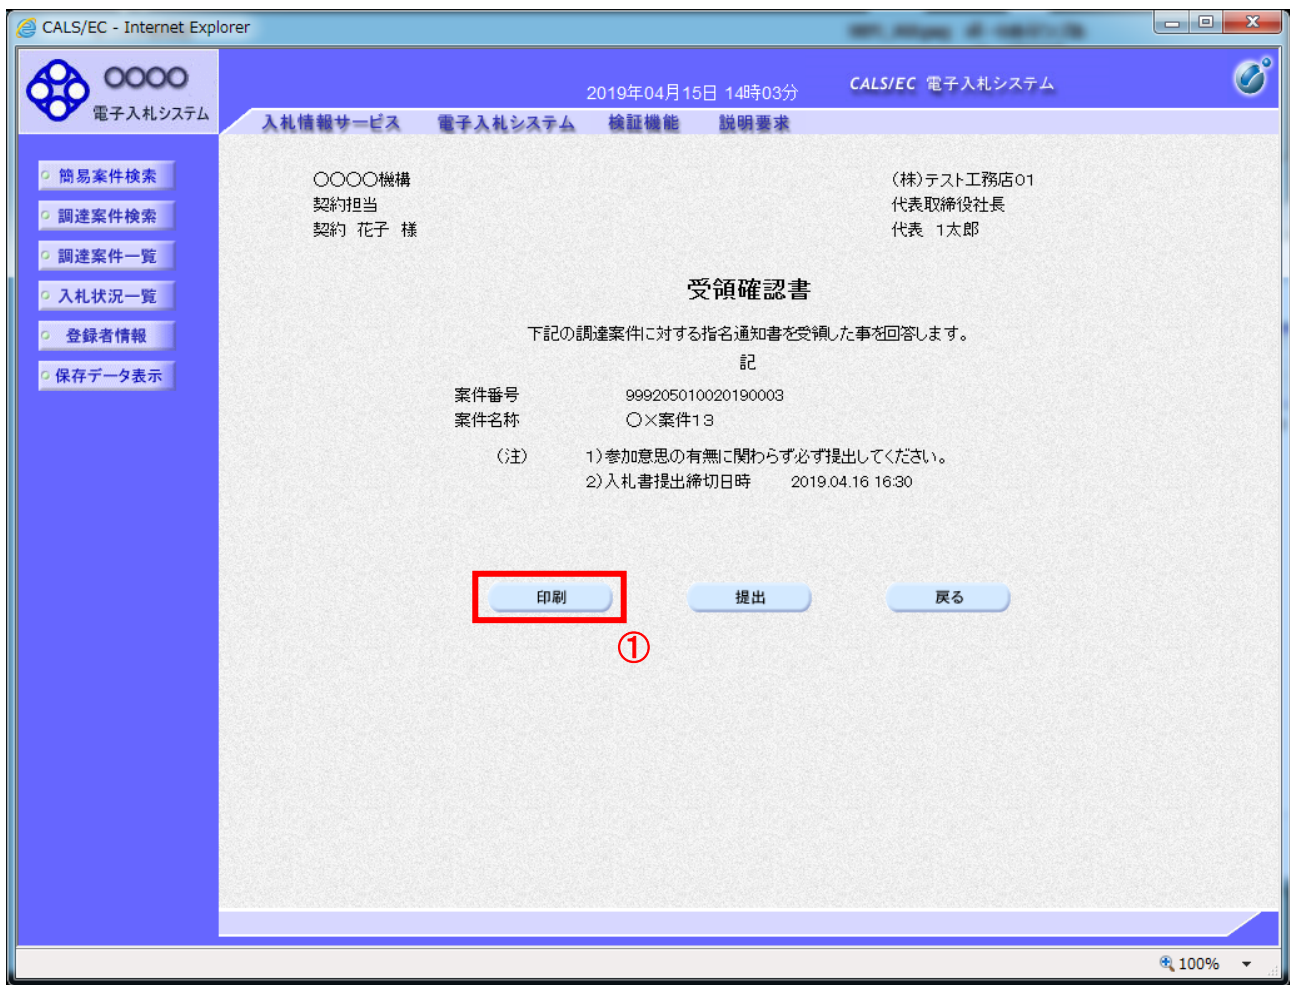 CALS/EC - Internet Explorer
〇〇〇〇
電子入札システム
2019年04月15日 14時03分
CALS/EC 電子入札システム
入札情報サービス 電子入札システム 検証機能 説明要求
簡易案件検索
調達案件検索
調達案件一覧
入札状況一覧
登録者情報
保存データ表示
〇〇〇〇機構
契約担当
契約 花子 様
(株)テスト工務店01
代表取締役社長
代表 1太郎
受領確認書
下記の調達案件に対する指名通知書を受領した事を回答します。
記
案件番号 999205010020190003
案件名称 〇×案件13
(注) 1)参加意思の有無に関わらず必ず提出してください。
2)入札書提出締切日時 2019.04.16 16:30
印刷 提出 戻る
①
100%